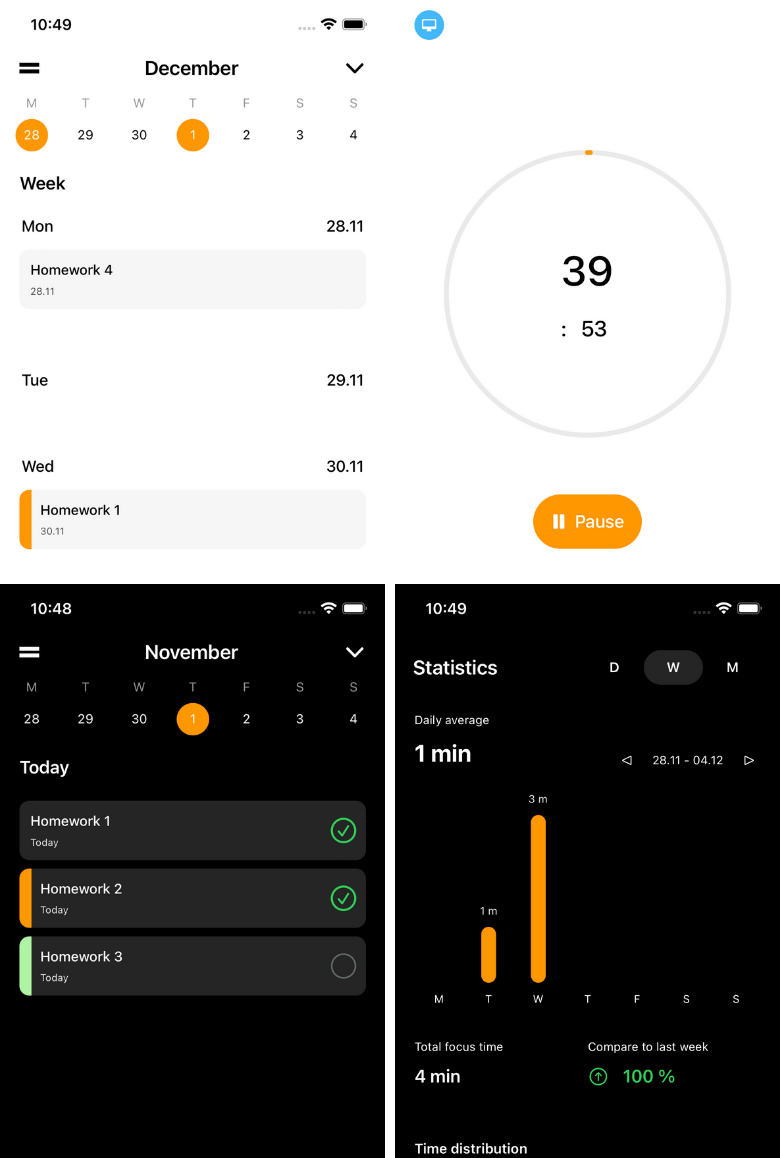 10:49
December
M T W T F S S
28 29 30 1 2 3 4
Week
Mon 28.11
Homework 4
28.11
Tue 29.11
Wed 30.11
Homework 1
30.11
39
: 53
Pause
10:48
November
M T W T F S S
28 29 30 1 2 3 4
Today
Homework 1
Today
Homework 2
Today
Homework 3
Today
10:49
Statistics D W M
Daily average
1 min
28.11 - 04.12
3 m
1 m
M T W T F S S
Total focus time Compare to last week
4 min 100 %
Time distribution